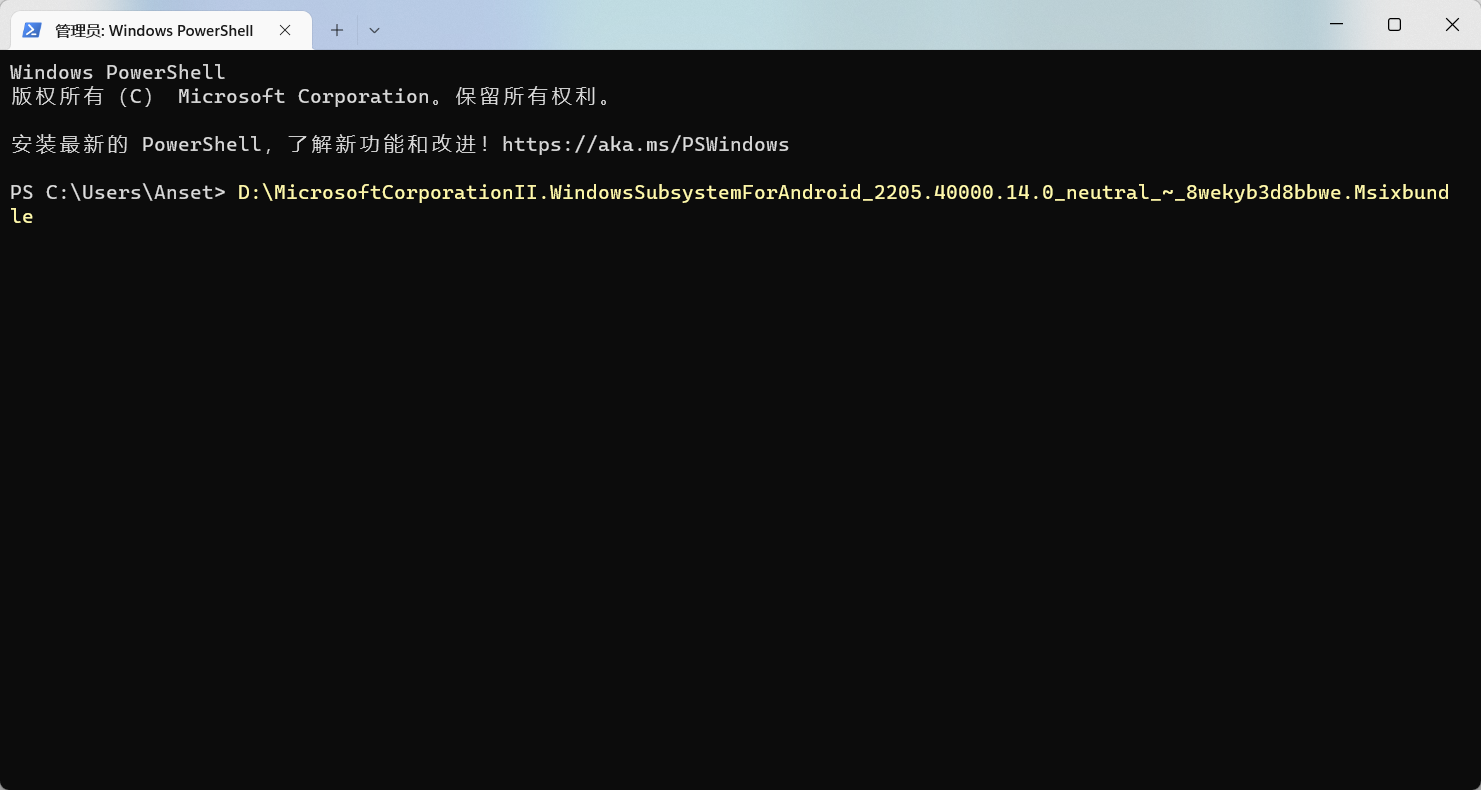 管理员: Windows PowerShell
Windows PowerShell
版权所有（C） Microsoft Corporation。保留所有权利。
安装最新的 PowerShell，了解新功能和改进！https://aka.ms/PSWindows
PS C:\Users\Anset> D:\MicrosoftCorporationII.WindowsSubsystemForAndroid_2205.40000.14.0_neutral_~_8wekyb3d8bbwe.Msixbund
le